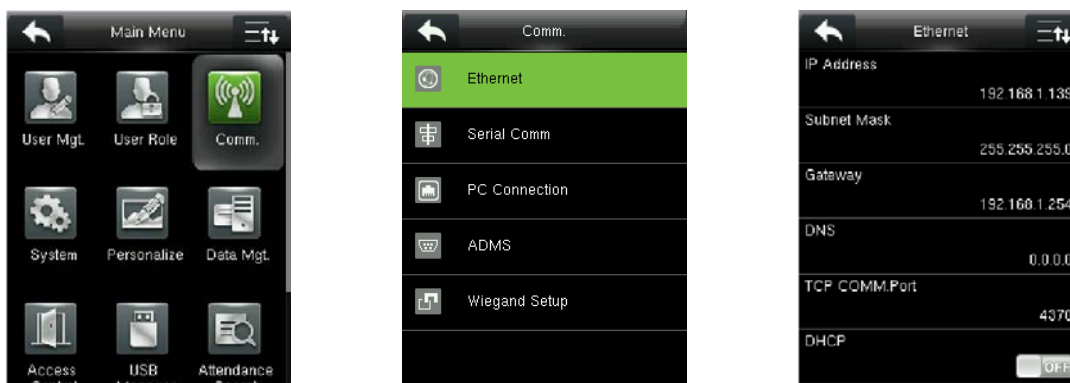 Main Menu
User Mgt.
User Role
Comm.
System
Personalize
Data Mgt.
Access
USB
Attendance
Comm.
Ethernet
Serial Comm
PC Connection
ADMS
Wiegand Setup
Ethernet
IP Address
192.168.1.139
Subnet Mask
255.255.255.0
Gateway
192.168.1.254
DNS
0.0.0.0
TCP COMM.Port
4370
DHCP
OFF